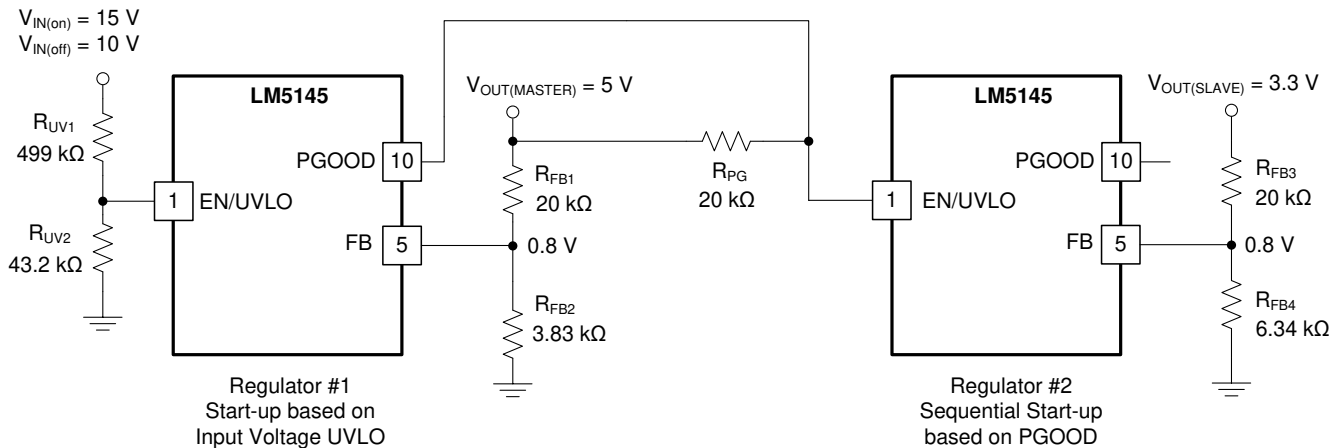 V_IN(on) = 15 V
V_IN(off) = 10 V
R_UV1
499 kΩ
R_UV2
43.2 kΩ
LM5145
1
EN/UVLO
PGOOD
10
FB
5
Regulator #1
Start-up based on
Input Voltage UVLO
V_OUT(MASTER) = 5 V
R_FB1
20 kΩ
0.8 V
R_FB2
3.83 kΩ
R_PG
20 kΩ
LM5145
1
EN/UVLO
PGOOD
10
FB
5
Regulator #2
Sequential Start-up
based on PGOOD
V_OUT(SLAVE) = 3.3 V
R_FB3
20 kΩ
0.8 V
R_FB4
6.34 kΩ